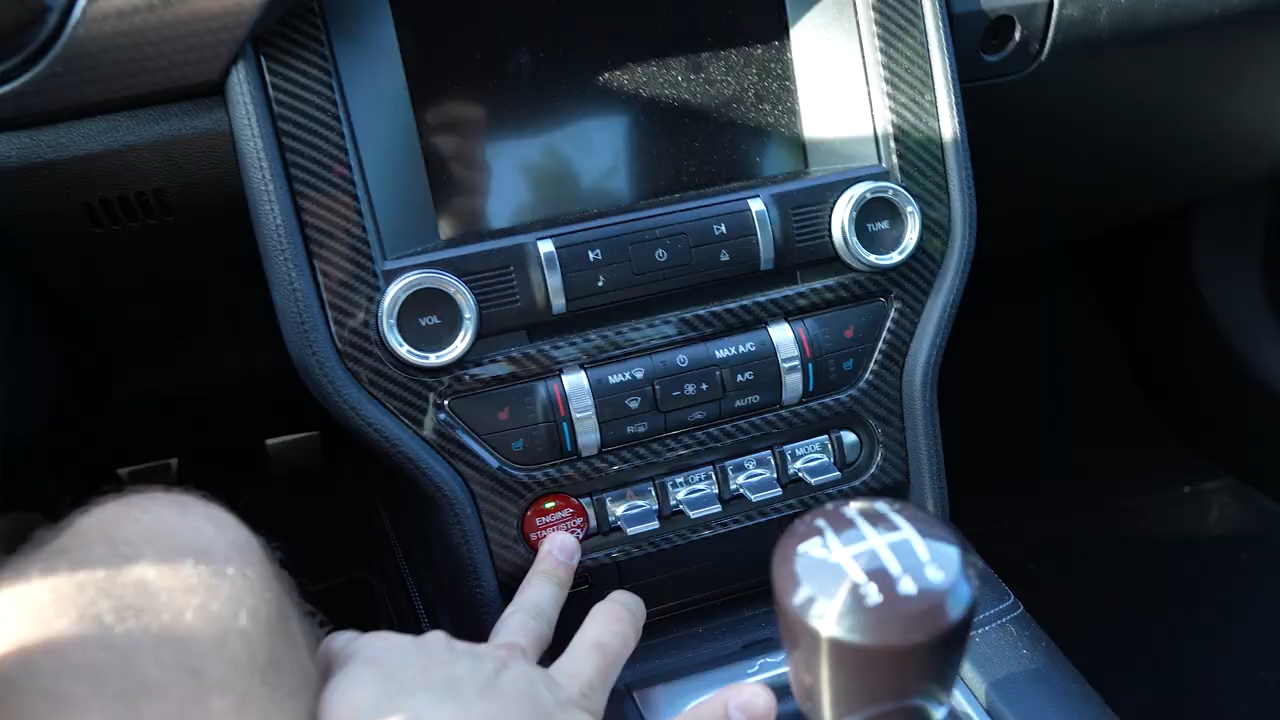 TUNE
VOL
MAX A/C
MAX
A/C
AUTO
R
MODE
OFF
ENGINE
START/STOP